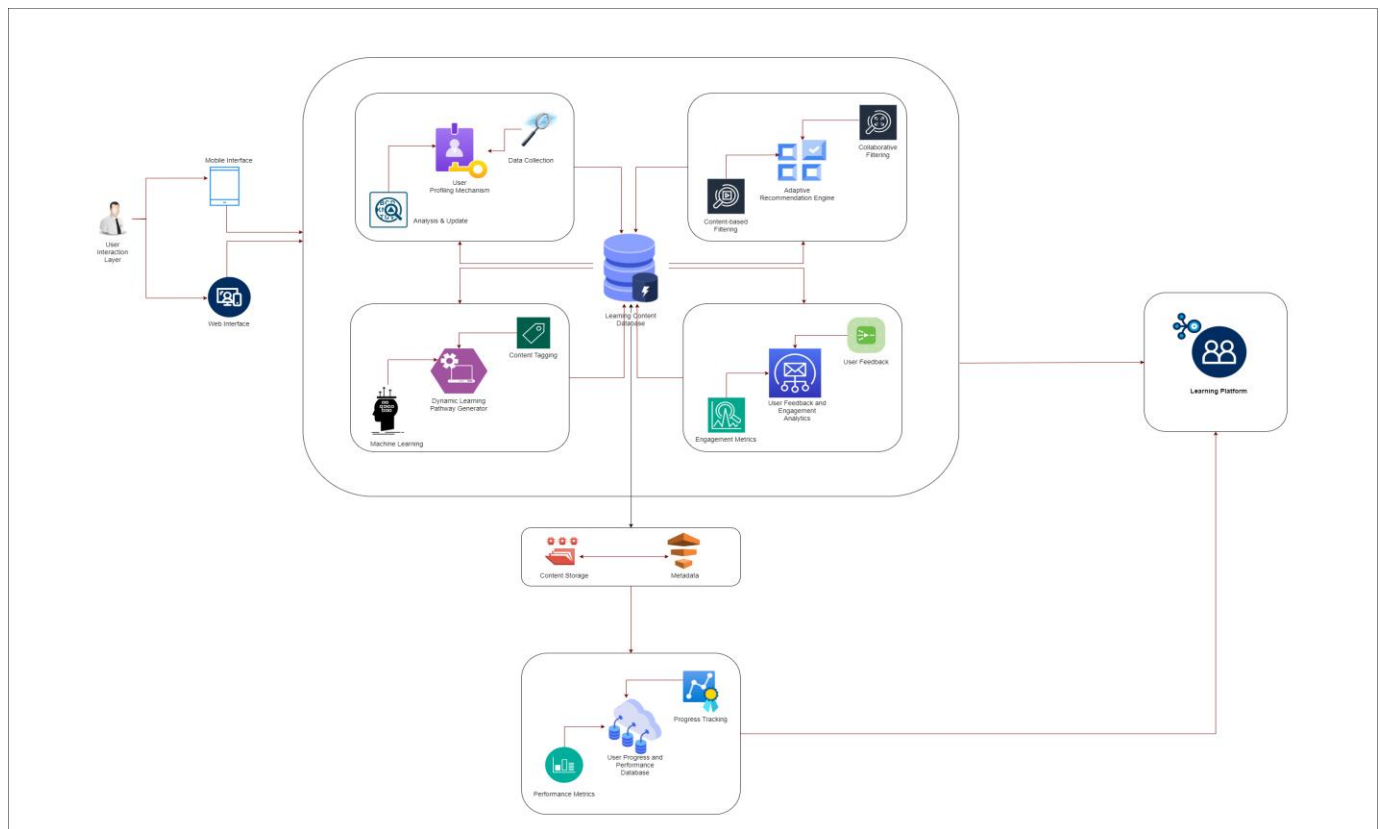 Mobile Interface
User
Interaction
Layer
Web Interface
Data Collection
User
Profiling Mechanism
Analysis & Update
Collaborative
Filtering
Adaptive
Recommendation Engine
Content-based
Filtering
Learning Content
Database
Content Tagging
Dynamic Learning
Pathway Generator
Machine Learning
User Feedback
User Feedback and
Engagement
Analytics
Engagement Metrics
Learning Platform
Content Storage
Metadata
Progress Tracking
User Progress and
Performance
Database
Performance Metrics